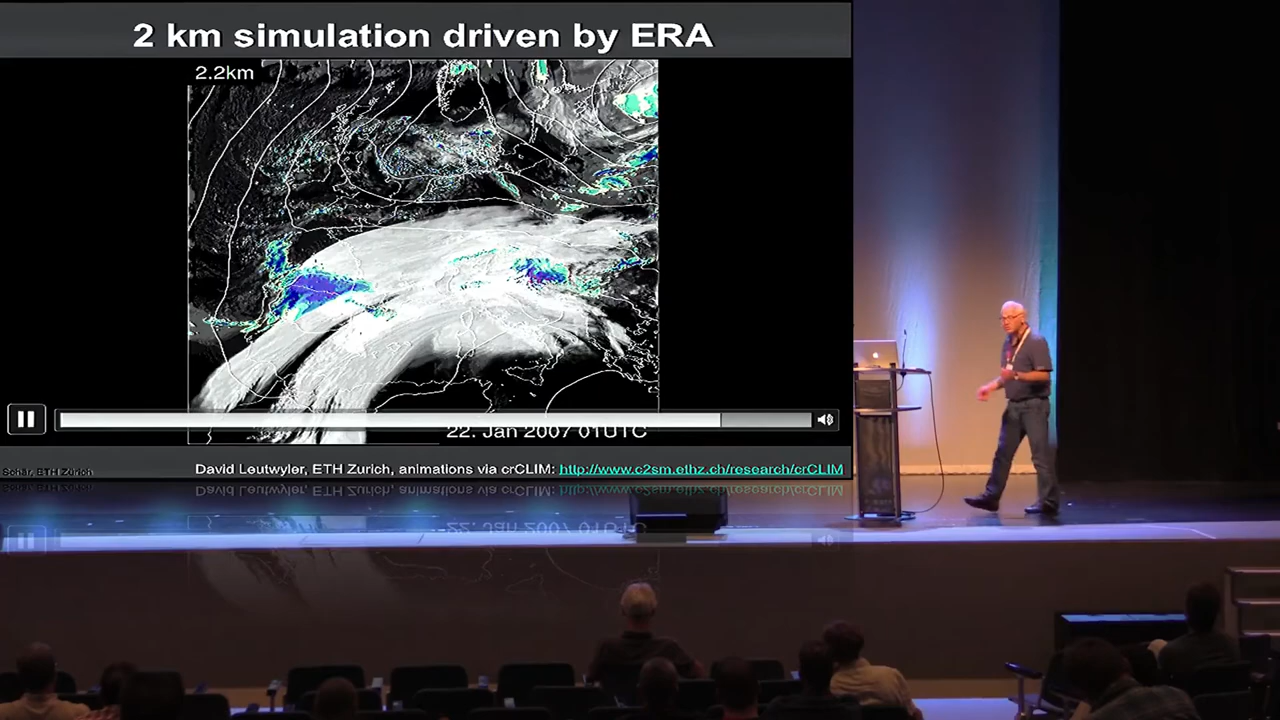 2 km simulation driven by ERA
2.2km
22. Jan 2007 01UTC
Schär, ETH Zürich
David Leutwyler, ETH Zurich, animations via crCLIM: http://www.c2sm.ethz.ch/research/crCLIM